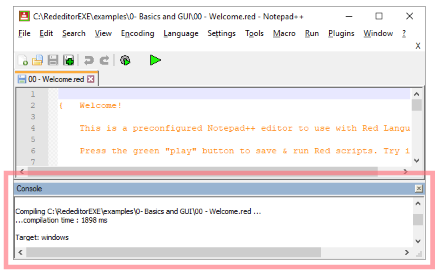 C:\RededitorEXE\examples\0- Basics and GUI\00 - Welcome.red - Notepad++
File Edit Search View Encoding Language Settings Tools Macro Run Plugins Window ?
X
00 - Welcome.red
1
2 { Welcome!
3
4 This is a preconfigured Notepad++ editor to use with Red Langu
5
6 Press the green "play" button to save & run Red scripts. Try i
7
Console
Compiling C:\RededitorEXE\examples\0- Basics and GUI\00 - Welcome.red ...
...compilation time : 1898 ms
Target: windows